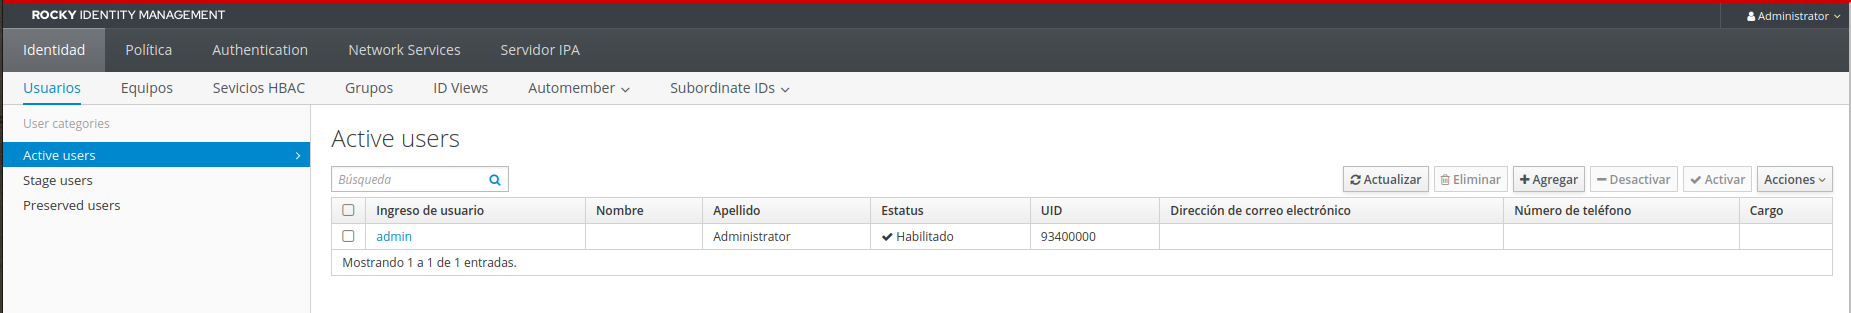 ROCKY IDENTITY MANAGEMENT Administrator
Identidad Política Authentication Network Services Servidor IPA
Usuarios Equipos Sevicios HBAC Grupos ID Views Automember Subordinate IDs
User categories
Active users
Stage users
Preserved users
Active users
Búsqueda Actualizar Eliminar Agregar Desactivar Activar Acciones
Ingreso de usuario Nombre Apellido Estatus UID Dirección de correo electrónico Número de teléfono Cargo
admin Administrator Habilitado 93400000
Mostrando 1 a 1 de 1 entradas.